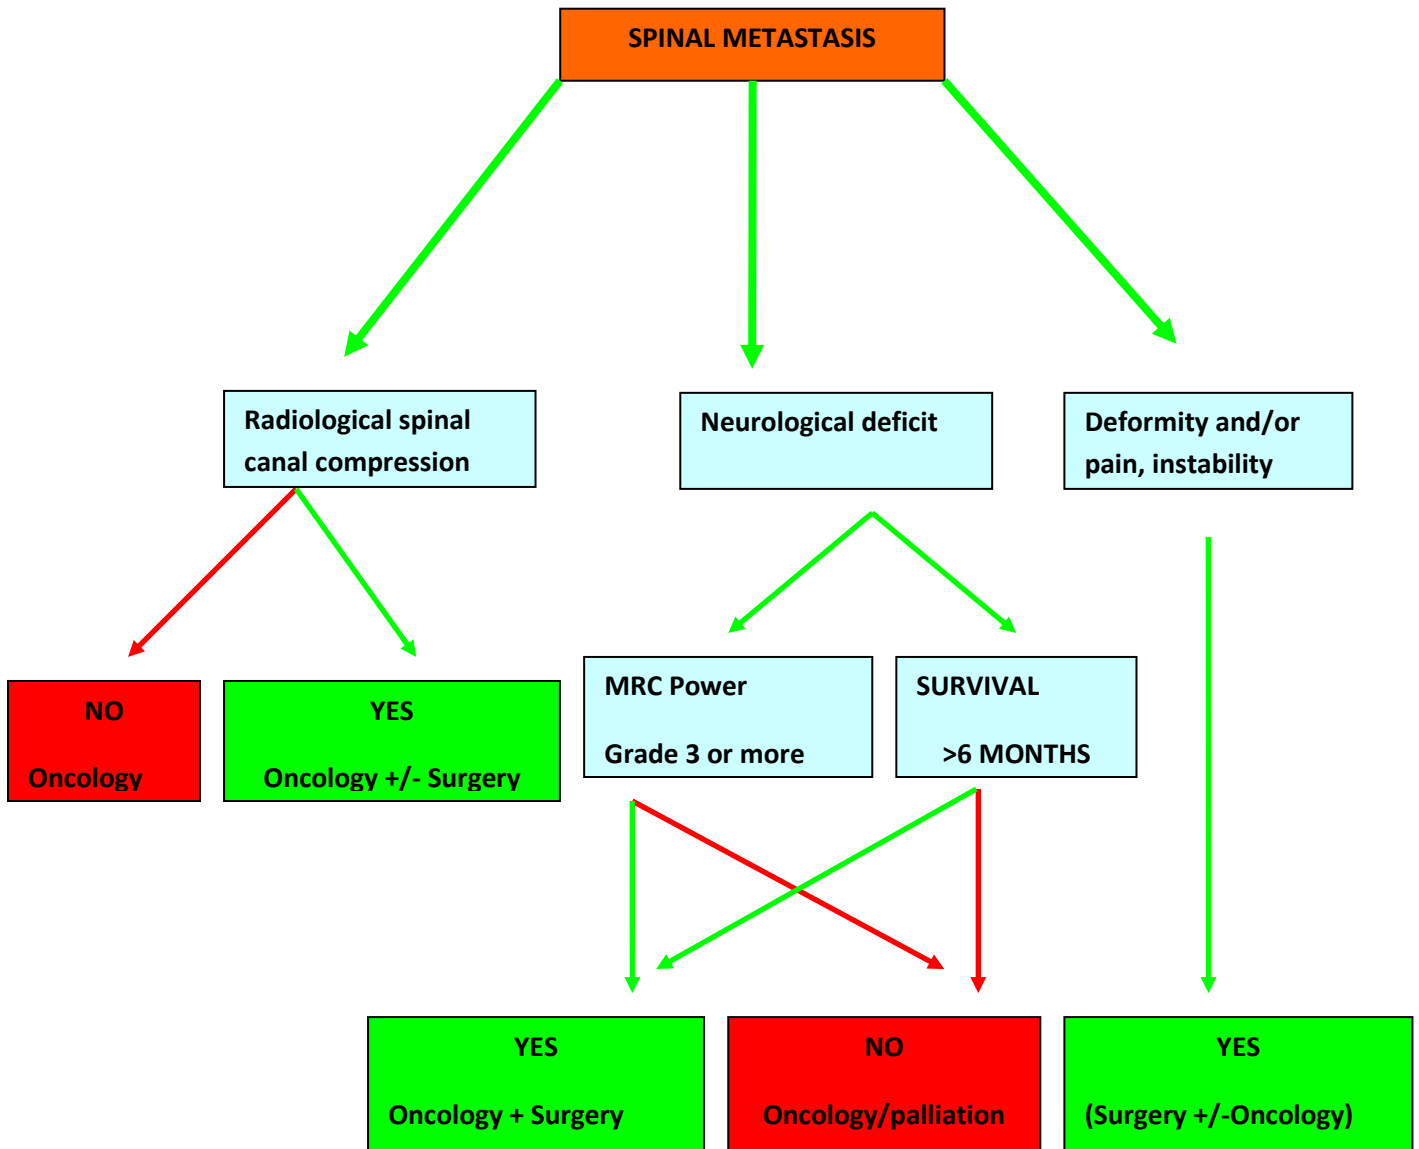 SPINAL METASTASIS
Radiological spinal
canal compression
Neurological deficit
Deformity and/or
pain, instability
NO
Oncology
YES
Oncology +/- Surgery
MRC Power
Grade 3 or more
SURVIVAL
>6 MONTHS
YES
Oncology + Surgery
NO
Oncology/palliation
YES
(Surgery +/-Oncology)